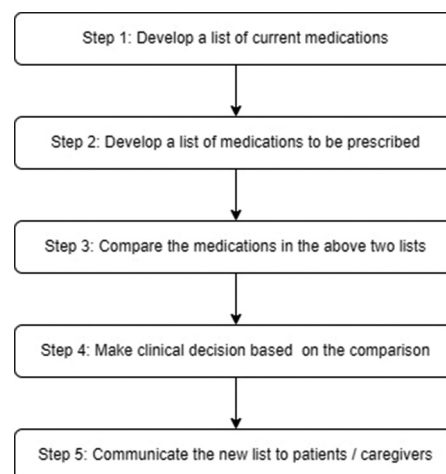 Step 1: Develop a list of current medications
Step 2: Develop a list of medications to be prescribed
Step 3: Compare the medications in the above two lists
Step 4: Make clinical decision based  on the comparison
Step 5: Communicate the new list to patients / caregivers